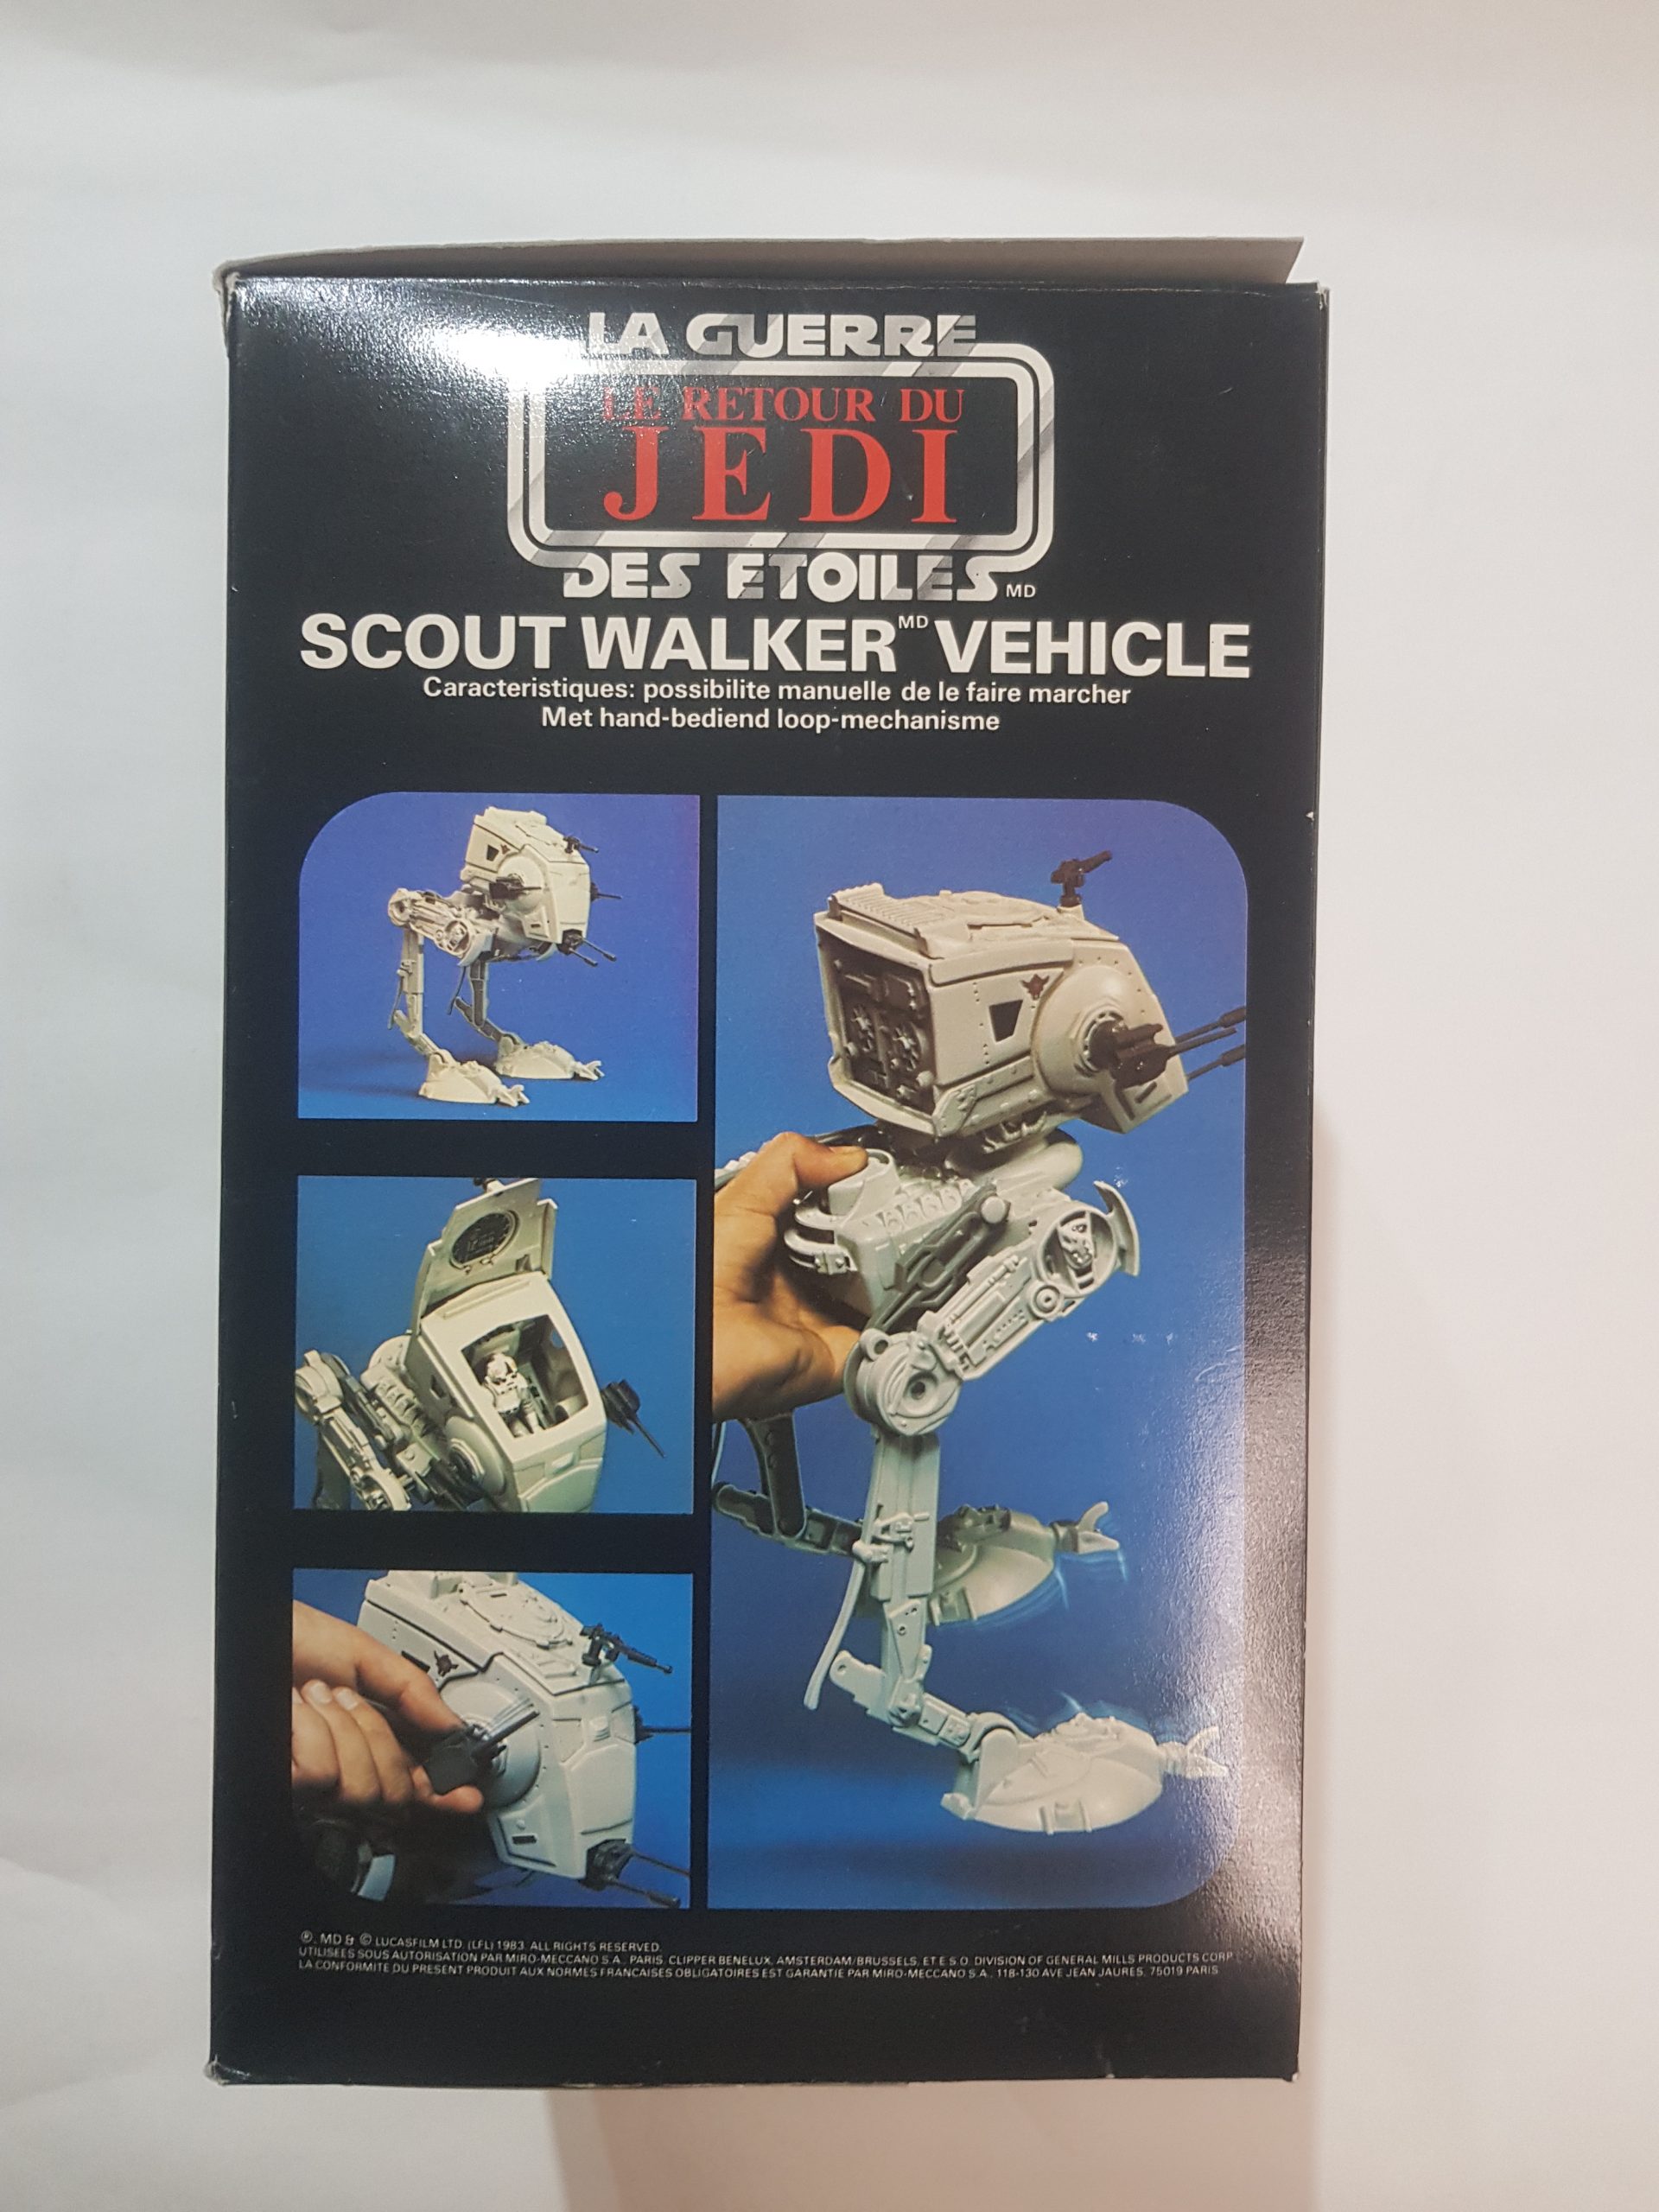 LA GUERRE
LE RETOUR DU
JEDI
DES ETOILES MD
SCOUT WALKER MD VEHICLE
Caracteristiques: possibilite manuelle de le faire marcher
Met hand-bediend loop-mechanisme
®, MD & © LUCASFILM LTD. (LFL) 1983. ALL RIGHTS RESERVED.
UTILISEES SOUS AUTORISATION PAR MIRO-MECCANO S.A., PARIS, CLIPPER BENELUX, AMSTERDAM/BRUSSELS, ET E.S.O. DIVISION OF GENERAL MILLS PRODUCTS CORP.
LA CONFORMITE DU PRESENT PRODUIT AUX NORMES FRANCAISES OBLIGATOIRES EST GARANTIE PAR MIRO-MECCANO S.A., 118-130 AVE JEAN JAURES, 75019 PARIS